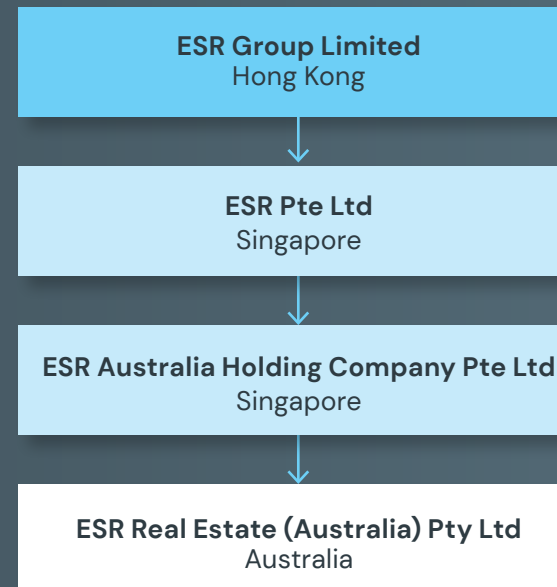 ESR Group Limited
Hong Kong
ESR Pte Ltd
Singapore
ESR Australia Holding Company Pte Ltd
Singapore
ESR Real Estate (Australia) Pty Ltd
Australia